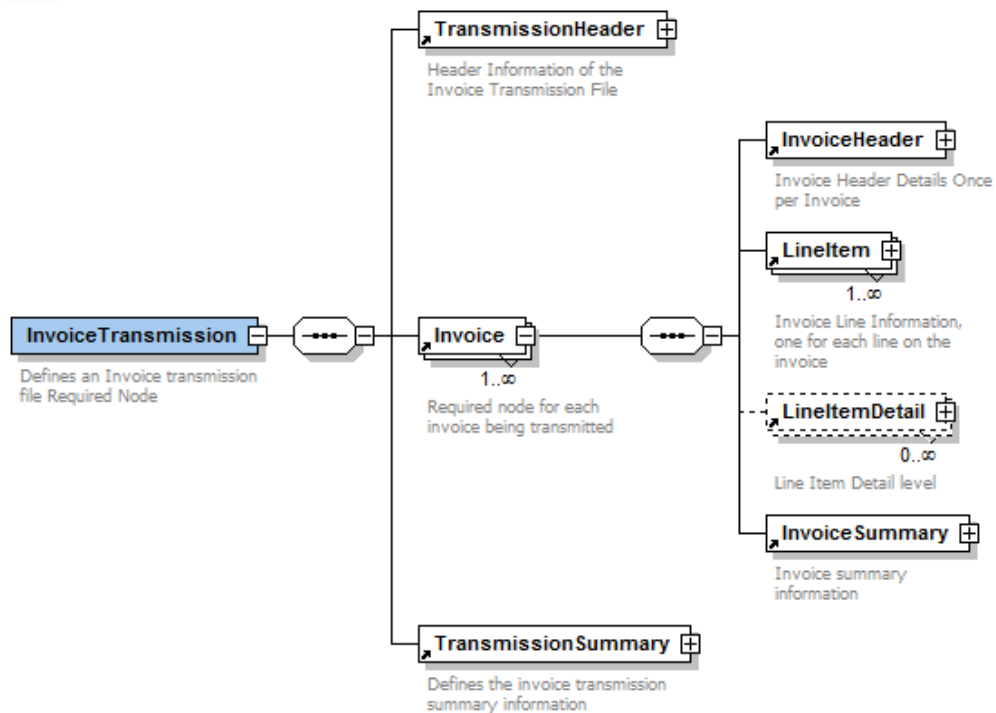 TransmissionHeader
Header Information of the
Invoice Transmission File
InvoiceHeader
Invoice Header Details Once
per Invoice
LineItem
1..∞
Invoice Line Information,
one for each line on the
invoice
InvoiceTransmission
Defines an Invoice transmission
file Required Node
Invoice
1..∞
Required node for each
invoice being transmitted
LineItemDetail
0..∞
Line Item Detail level
InvoiceSummary
Invoice summary
information
TransmissionSummary
Defines the invoice transmission
summary information